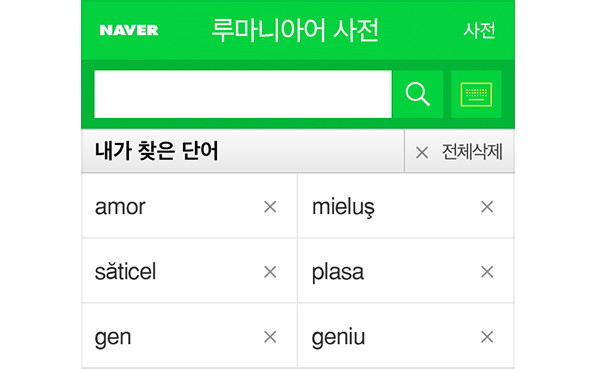 NAVER 루마니아어 사전 사전
내가 찾은 단어 × 전체삭제
amor × mieluş ×
săticel × plasa ×
gen × geniu ×